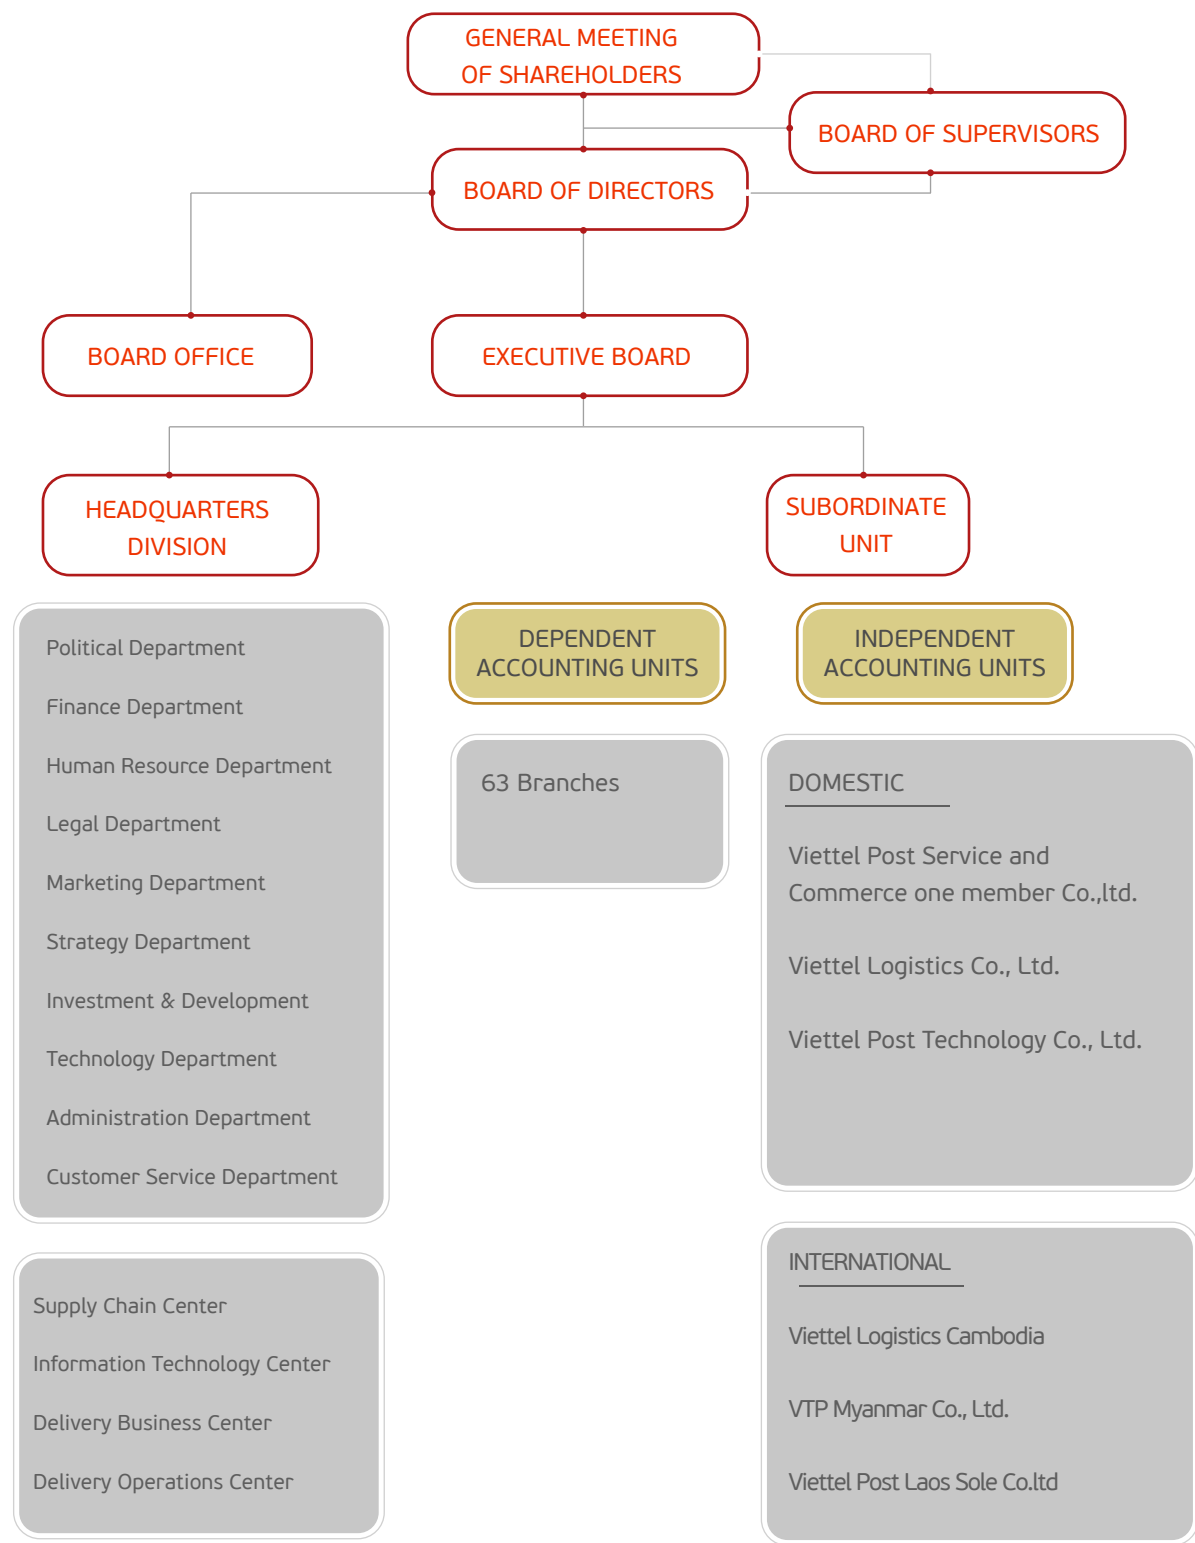 GENERAL MEETING
OF SHAREHOLDERS
BOARD OF SUPERVISORS
BOARD OF DIRECTORS
BOARD OFFICE
EXECUTIVE BOARD
HEADQUARTERS
DIVISION
SUBORDINATE
UNIT
Political Department
Finance Department
Human Resource Department
Legal Department
Marketing Department
Strategy Department
Investment & Development
Technology Department
Administration Department
Customer Service Department
Supply Chain Center
Information Technology Center
Delivery Business Center
Delivery Operations Center
DEPENDENT
ACCOUNTING UNITS
63 Branches
INDEPENDENT
ACCOUNTING UNITS
DOMESTIC
Viettel Post Service and
Commerce one member Co.,ltd.
Viettel Logistics Co., Ltd.
Viettel Post Technology Co., Ltd.
INTERNATIONAL
Viettel Logistics Cambodia
VTP Myanmar Co., Ltd.
Viettel Post Laos Sole Co.ltd